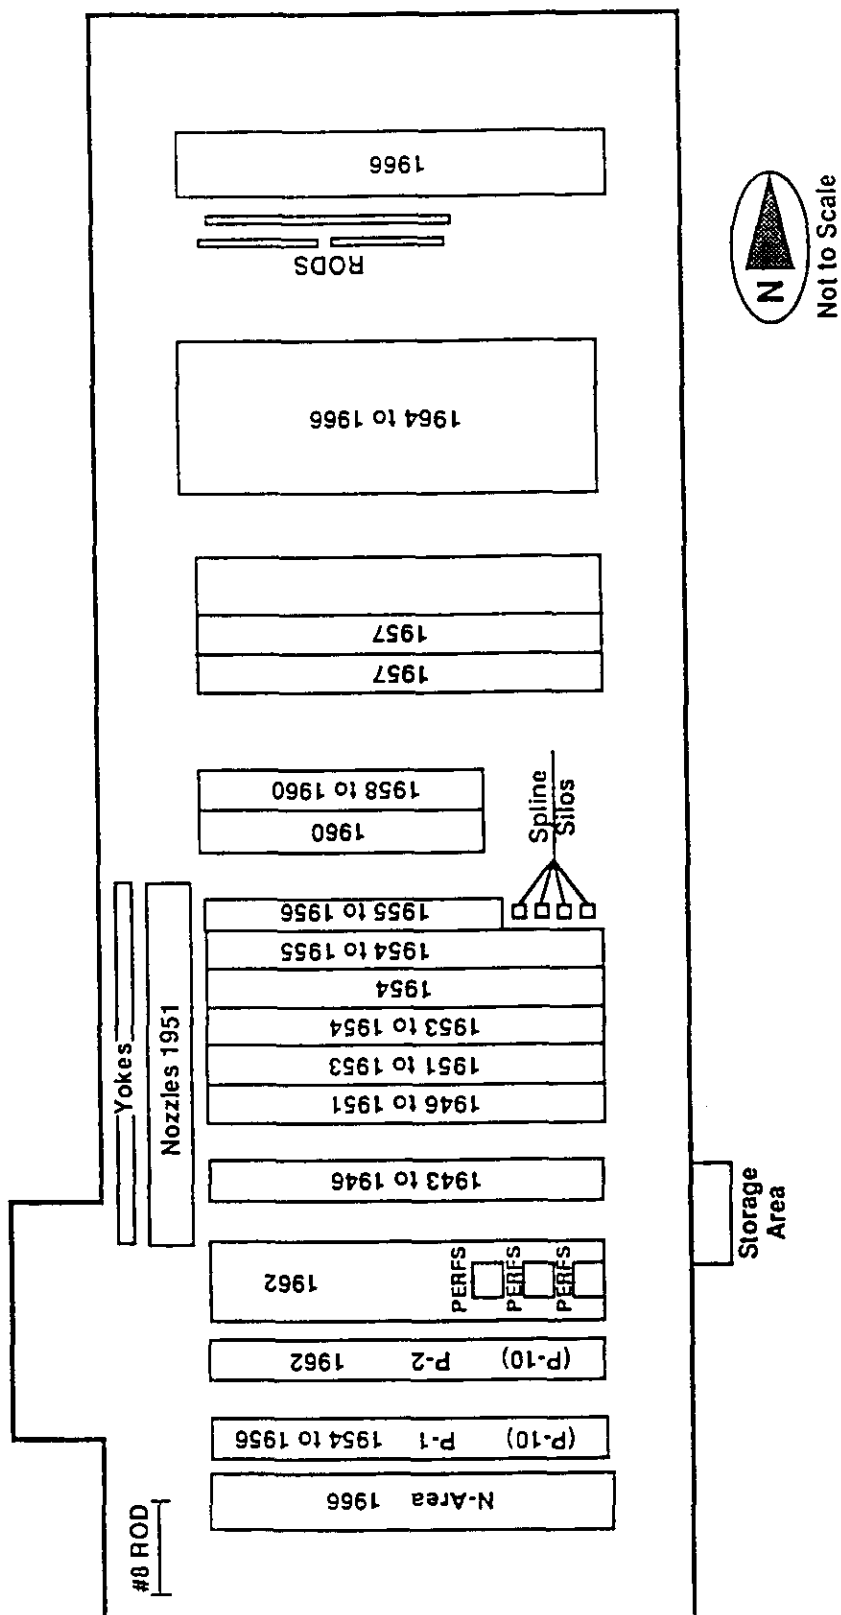 1966
RODS
N
Not to Scale
1964 to 1966
1957
1957
1958 to 1960
1960
Spline
Silos
1955 to 1956
1954 to 1955
1954
1953 to 1954
1951 to 1953
1946 to 1951
Yokes
Nozzles 1951
1943 to 1946
Storage
Area
1962
PERFS
PERFS
PERFS
(P-10) P-2 1962
(P-10) P-1 1954 to 1956
N-Area 1966
#8 ROD